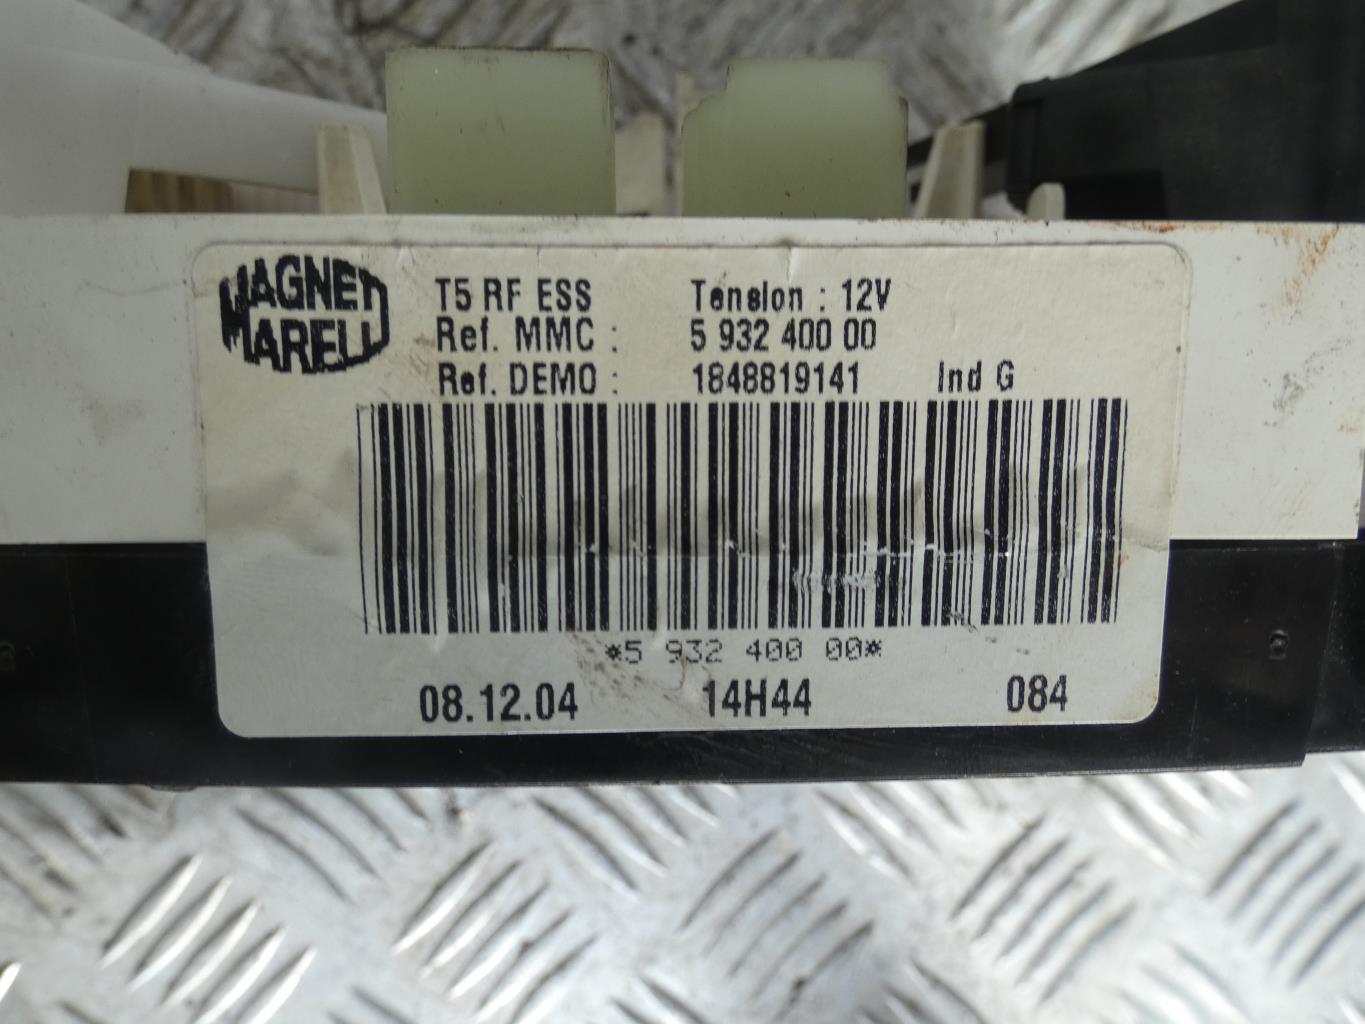 MAGNETI
MARELLI
T5 RF ESS Tension : 12V
Ref. MMC : 5 932 400 00
Ref. DEMO : 1848819141 Ind G
*5 932 400 00*
08.12.04 14H44 084